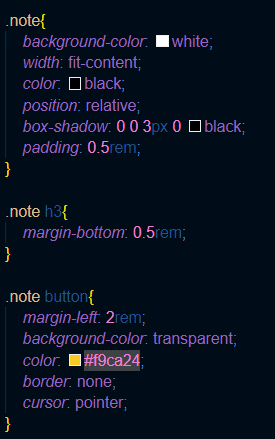 .note{
background-color: white;
width: fit-content;
color: black;
position: relative;
box-shadow: 0 0 3px 0 black;
padding: 0.5rem;
}
.note h3{
margin-bottom: 0.5rem;
}
.note button{
margin-left: 2rem;
background-color: transparent;
color: #f9ca24;
border: none;
cursor: pointer;
}